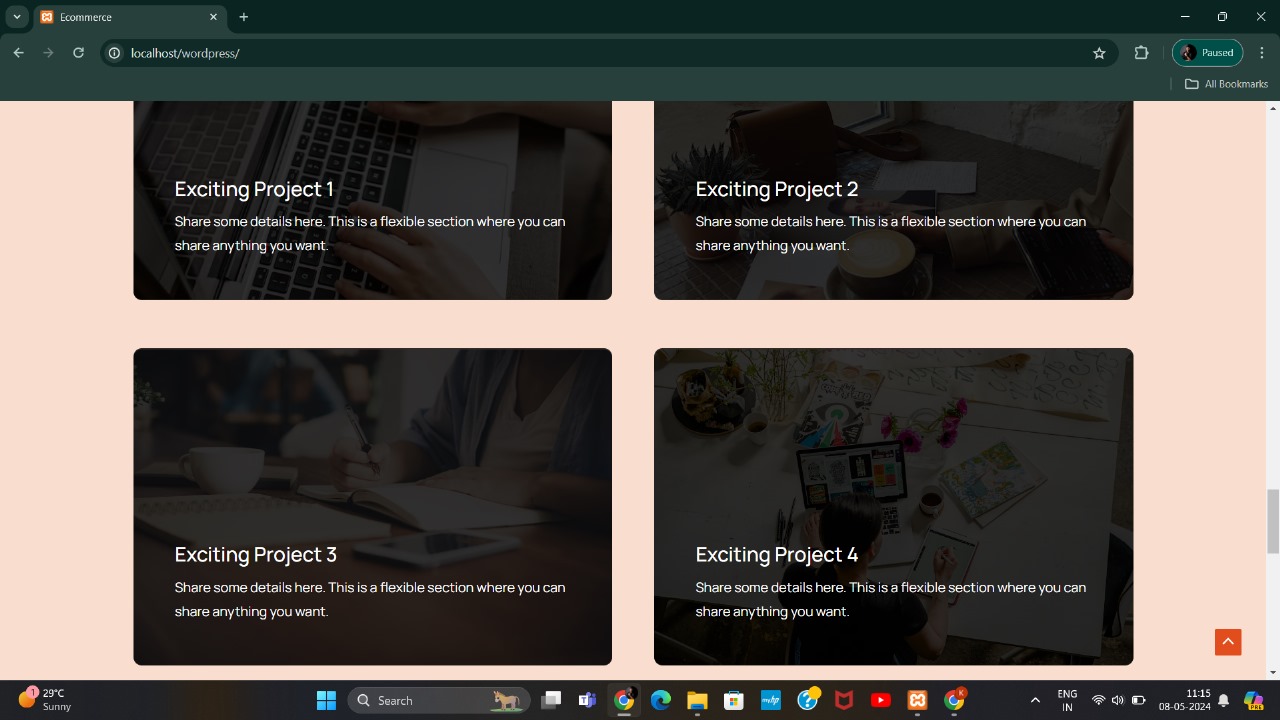 Ecommerce
localhost/wordpress/
Paused
All Bookmarks
Exciting Project 1
Share some details here. This is a flexible section where you can
share anything you want.
Exciting Project 2
Share some details here. This is a flexible section where you can
share anything you want.
Exciting Project 3
Share some details here. This is a flexible section where you can
share anything you want.
Exciting Project 4
Share some details here. This is a flexible section where you can
share anything you want.
1
29°C
Sunny
Search
myhp
K
ENG
IN
11:15
08-05-2024
PRE